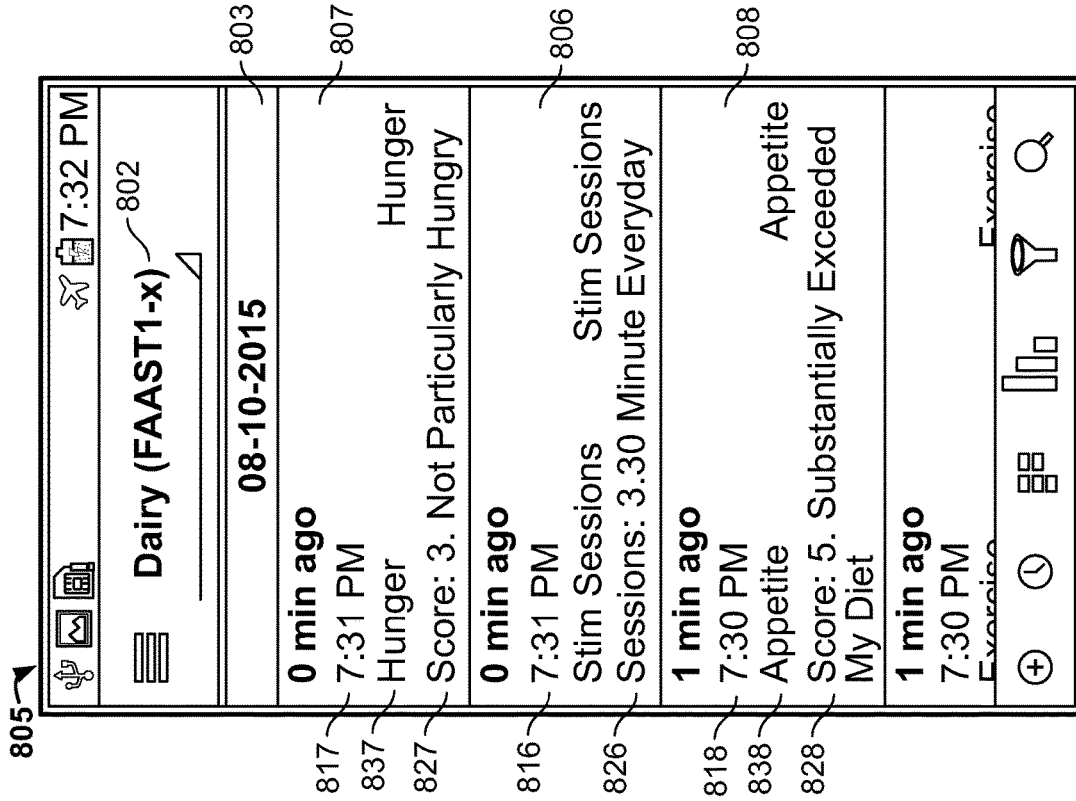 805
7:32 PM
Dairy (FAAST1-x) 802
08-10-2015 803
0 min ago 807
817 7:31 PM
837 Hunger Hunger
827 Score: 3. Not Particularly Hungry
0 min ago 806
816 7:31 PM
Stim Sessions Stim Sessions
826 Sessions: 3.30 Minute Everyday
1 min ago 808
818 7:30 PM
838 Appetite Appetite
828 Score: 5. Substantially Exceeded
My Diet
1 min ago
7:30 PM
Exercise Exercise